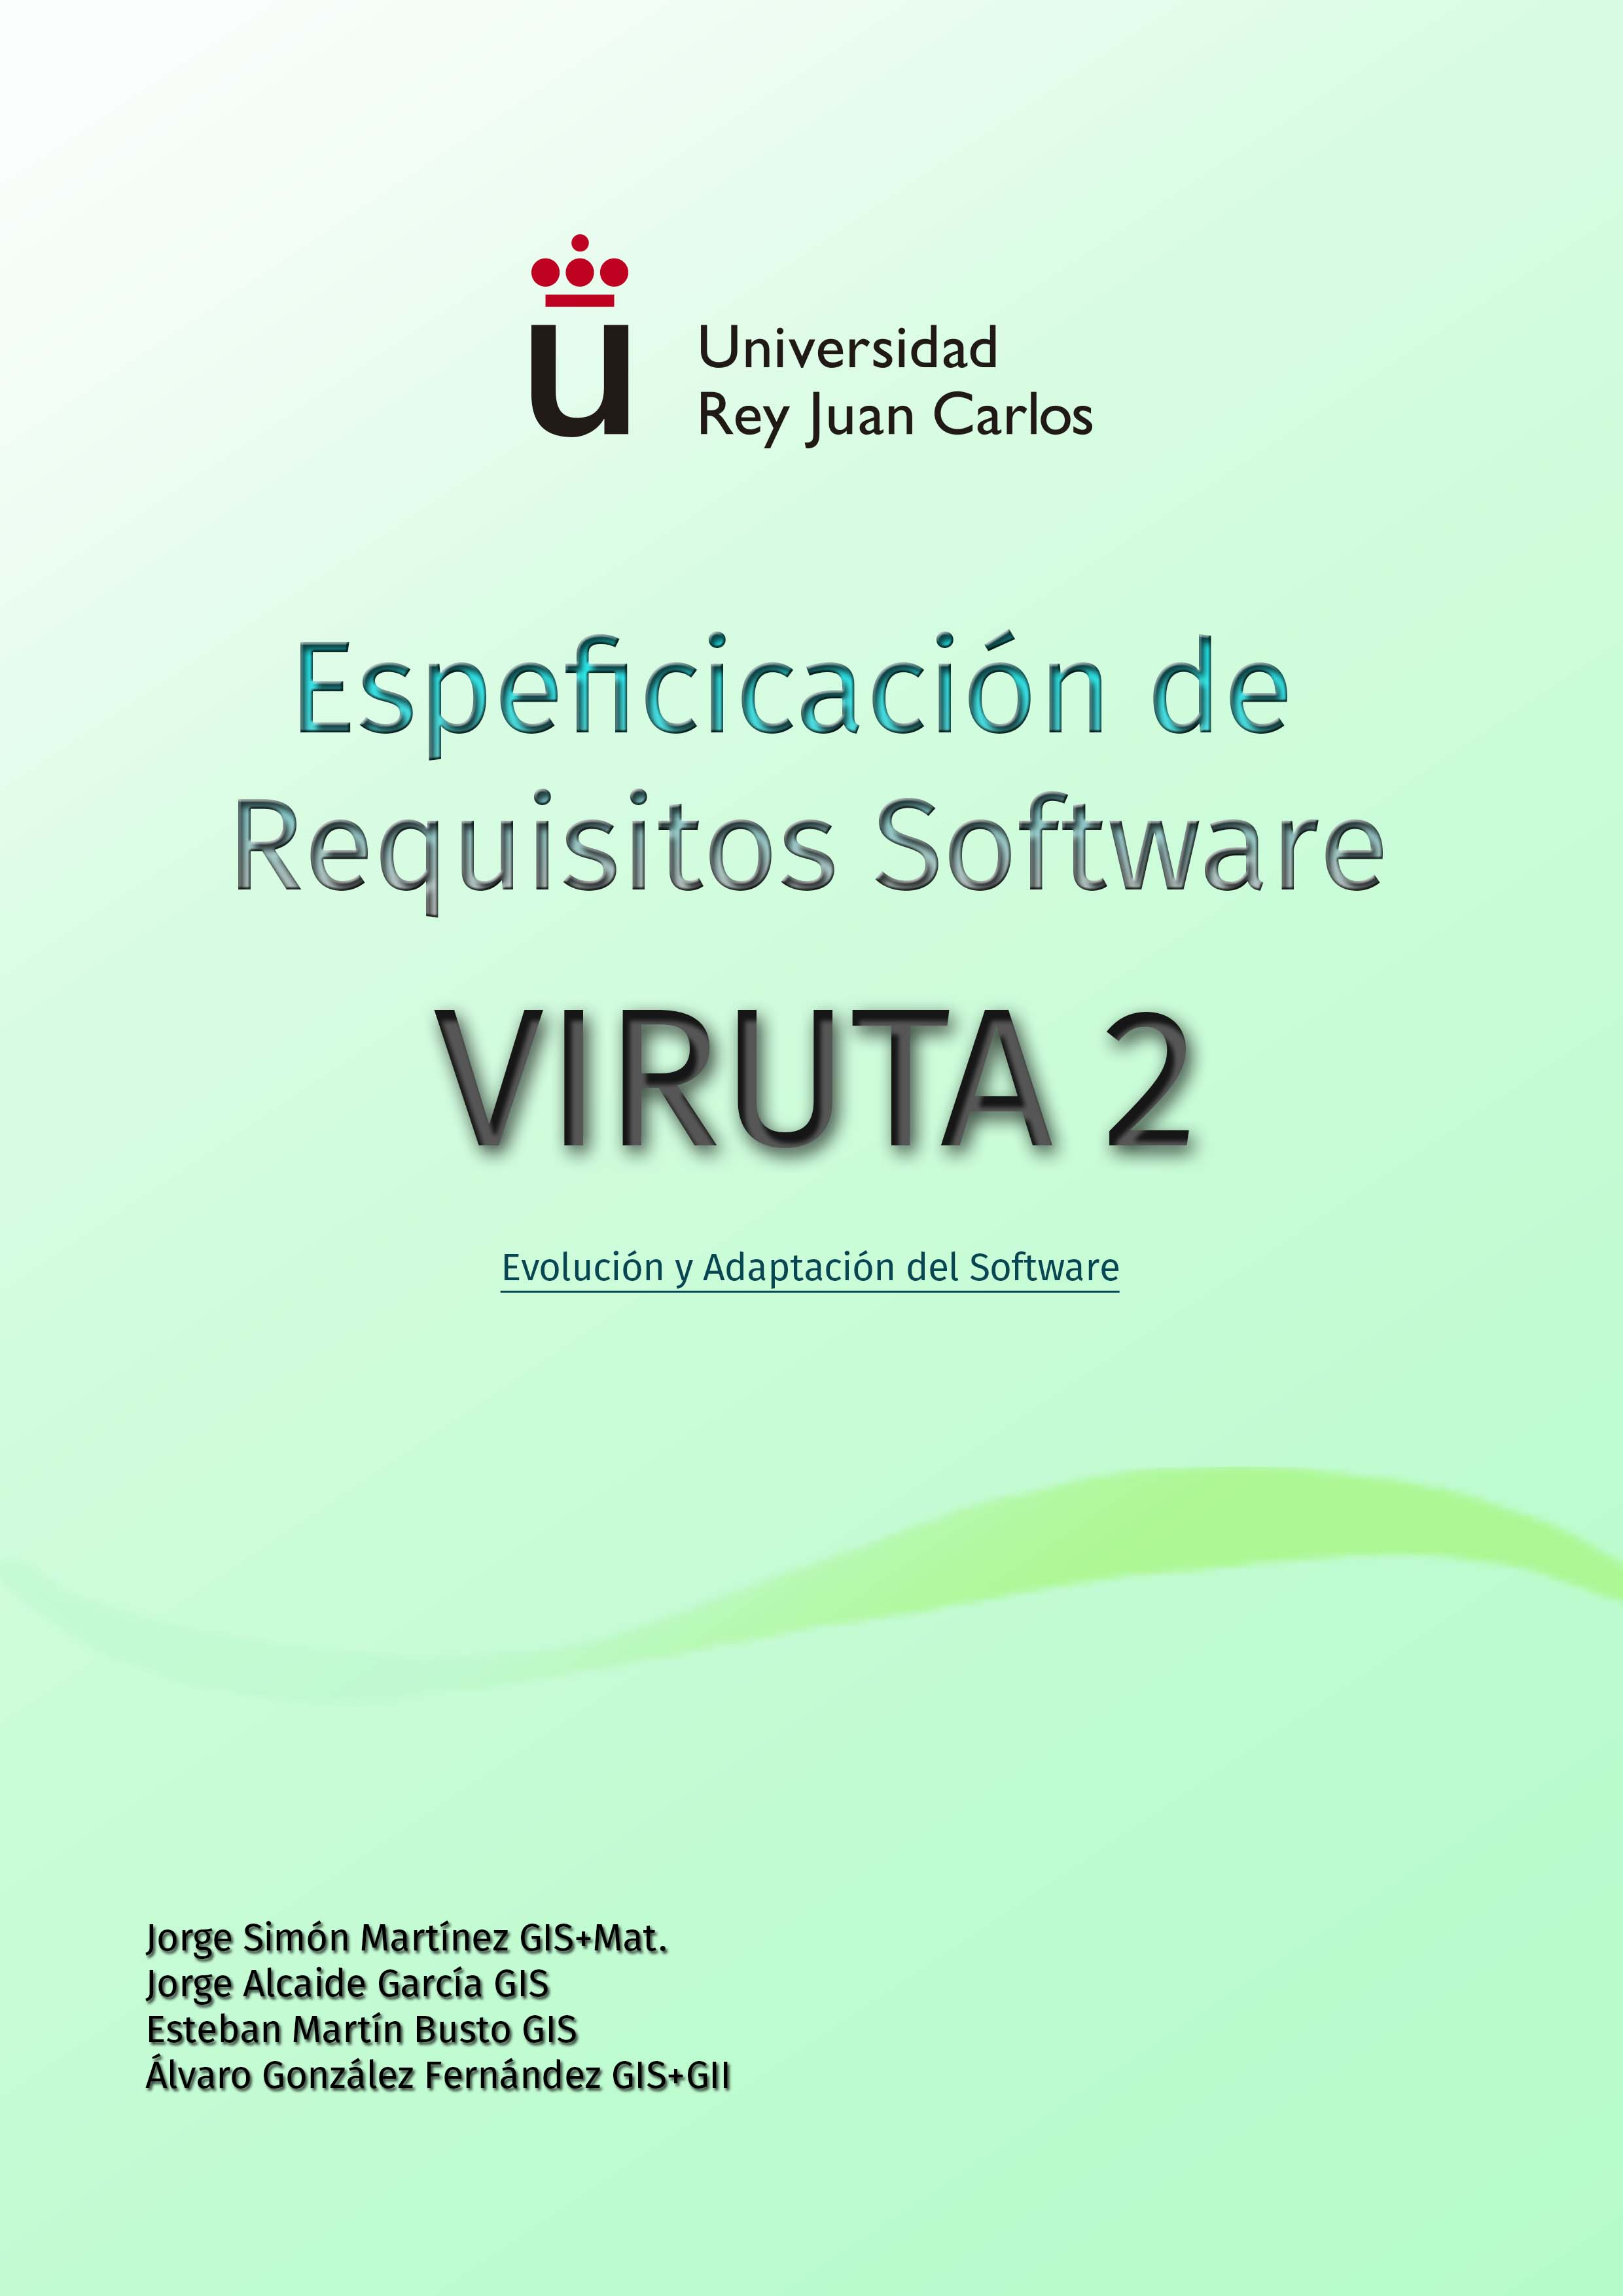 Universidad
Rey Juan Carlos
Espeficicación de
Requisitos Software
VIRUTA 2
Evolución y Adaptación del Software
Jorge Simón Martínez GIS+Mat.
Jorge Alcaide García GIS
Esteban Martín Busto GIS
Álvaro González Fernández GIS+GII